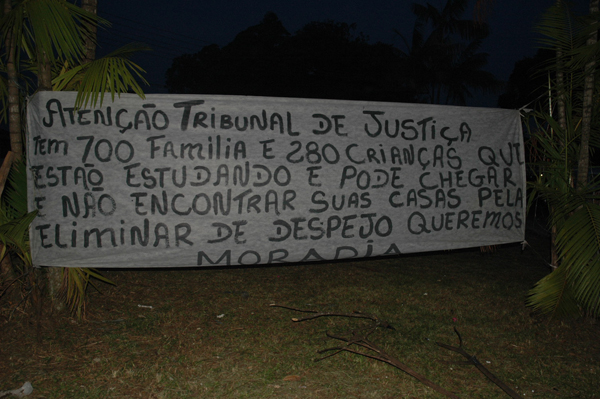 ATENÇÃO TRIBUNAL DE JUSTIÇA
TEM 700 FAMILIA E 280 CRIANÇAS QUE
ESTÃO ESTUDANDO E PODE CHEGAR
E NÃO ENCONTRAR SUAS CASAS PELA
ELIMINAR DE DESPEJO QUEREMOS
MORADIA